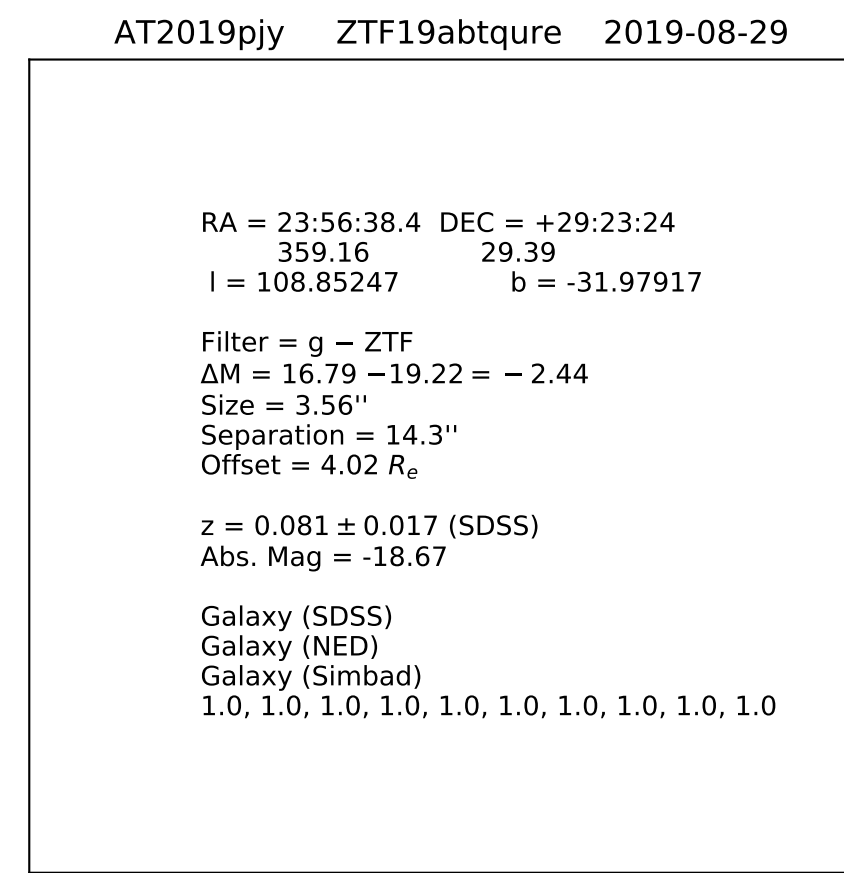 AT2019pjy ZTF19abtqure 2019-08-29
RA = 23:56:38.4 DEC = +29:23:24
359.16 29.39
l = 108.85247 b = -31.97917
Filter = g − ZTF
ΔM = 16.79 −19.22 = − 2.44
Size = 3.56''
Separation = 14.3''
Offset = 4.02 Re
z = 0.081 ± 0.017 (SDSS)
Abs. Mag = -18.67
Galaxy (SDSS)
Galaxy (NED)
Galaxy (Simbad)
1.0, 1.0, 1.0, 1.0, 1.0, 1.0, 1.0, 1.0, 1.0, 1.0